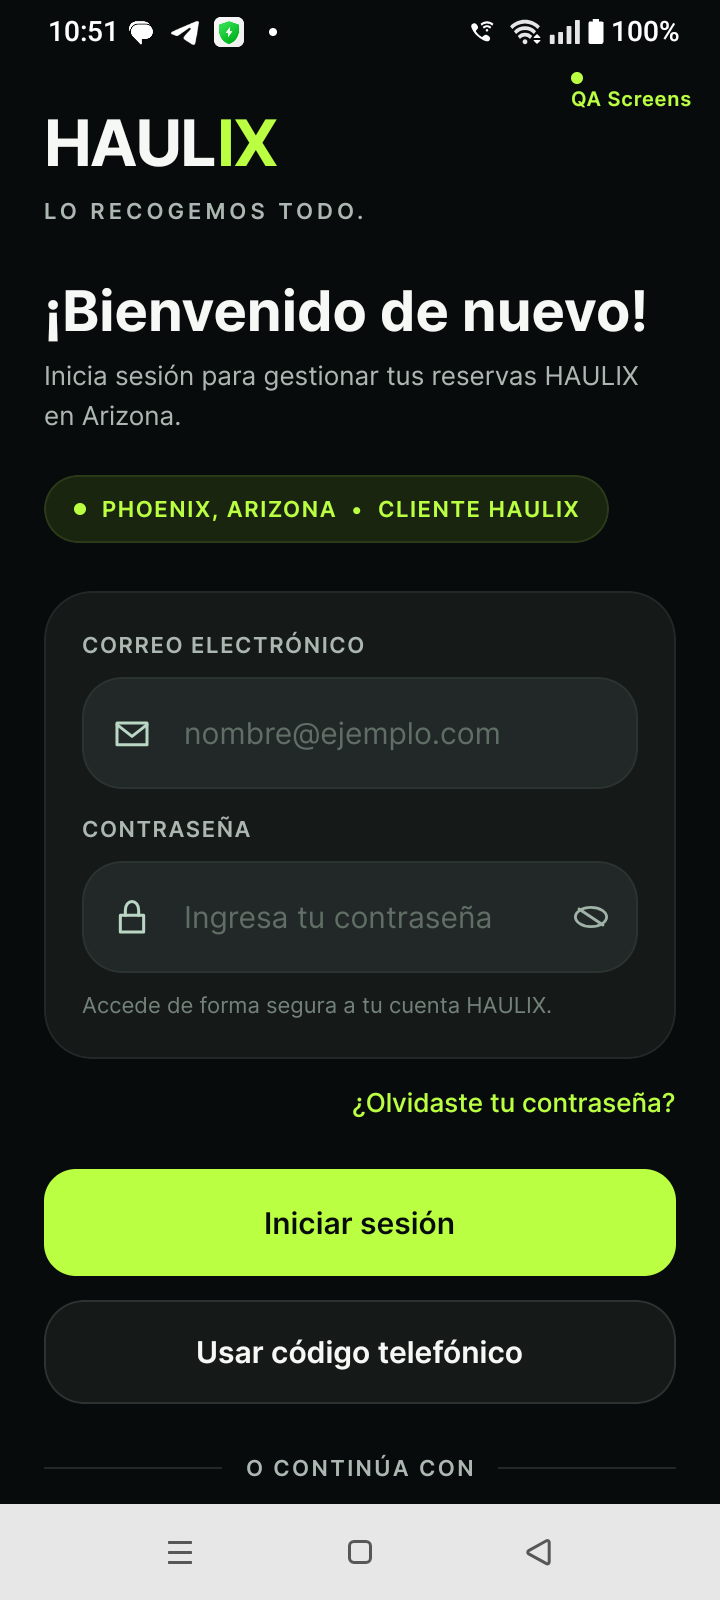 10:51
100%
QA Screens
HAULIX
LO RECOGEMOS TODO.
¡Bienvenido de nuevo!
Inicia sesión para gestionar tus reservas HAULIX
en Arizona.
PHOENIX, ARIZONA • CLIENTE HAULIX
CORREO ELECTRÓNICO
nombre@ejemplo.com
CONTRASEÑA
Ingresa tu contraseña
Accede de forma segura a tu cuenta HAULIX.
¿Olvidaste tu contraseña?
Iniciar sesión
Usar código telefónico
O CONTINÚA CON